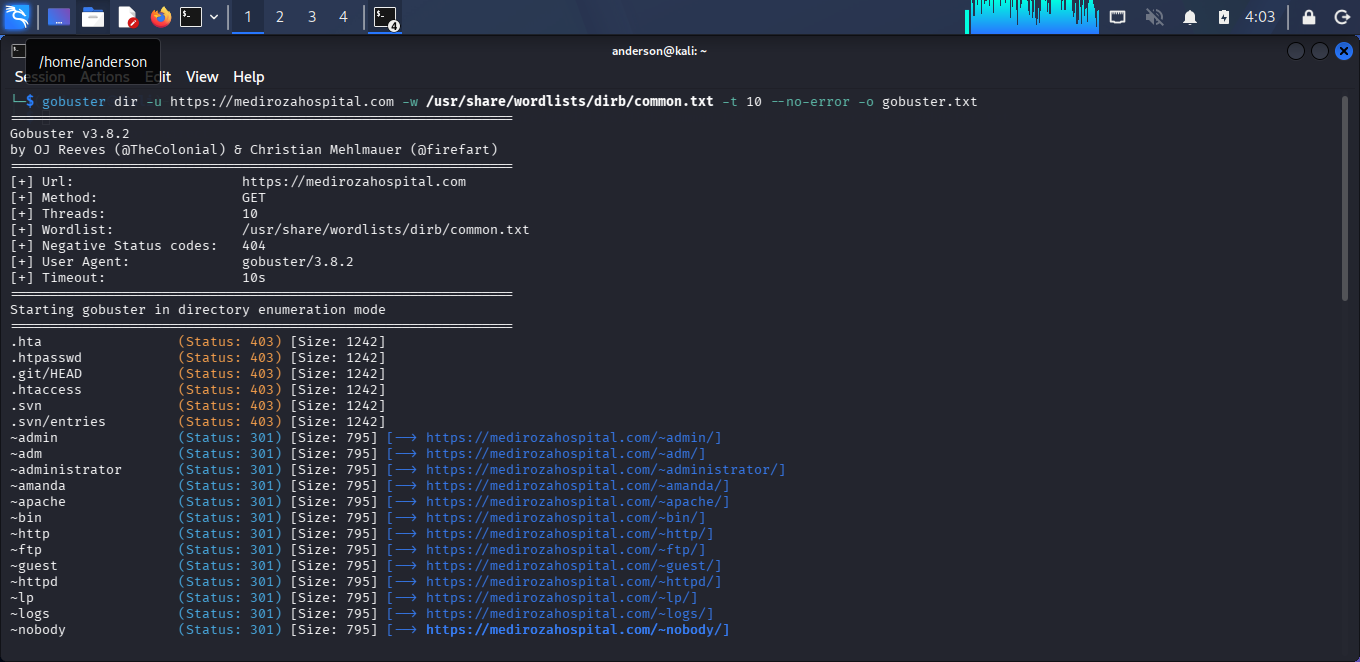 1 2 3 4 4 4:03
anderson@kali: ~
/home/anderson
Session Actions Edit View Help
└─$ gobuster dir -u https://medirozahospital.com -w /usr/share/wordlists/dirb/common.txt -t 10 --no-error -o gobuster.txt
===============================================================
Gobuster v3.8.2
by OJ Reeves (@TheColonial) & Christian Mehlmauer (@firefart)
===============================================================
[+] Url: https://medirozahospital.com
[+] Method: GET
[+] Threads: 10
[+] Wordlist: /usr/share/wordlists/dirb/common.txt
[+] Negative Status codes: 404
[+] User Agent: gobuster/3.8.2
[+] Timeout: 10s
===============================================================
Starting gobuster in directory enumeration mode
===============================================================
.hta (Status: 403) [Size: 1242]
.htpasswd (Status: 403) [Size: 1242]
.git/HEAD (Status: 403) [Size: 1242]
.htaccess (Status: 403) [Size: 1242]
.svn (Status: 403) [Size: 1242]
.svn/entries (Status: 403) [Size: 1242]
~admin (Status: 301) [Size: 795] [--> https://medirozahospital.com/~admin/]
~adm (Status: 301) [Size: 795] [--> https://medirozahospital.com/~adm/]
~administrator (Status: 301) [Size: 795] [--> https://medirozahospital.com/~administrator/]
~amanda (Status: 301) [Size: 795] [--> https://medirozahospital.com/~amanda/]
~apache (Status: 301) [Size: 795] [--> https://medirozahospital.com/~apache/]
~bin (Status: 301) [Size: 795] [--> https://medirozahospital.com/~bin/]
~http (Status: 301) [Size: 795] [--> https://medirozahospital.com/~http/]
~ftp (Status: 301) [Size: 795] [--> https://medirozahospital.com/~ftp/]
~guest (Status: 301) [Size: 795] [--> https://medirozahospital.com/~guest/]
~httpd (Status: 301) [Size: 795] [--> https://medirozahospital.com/~httpd/]
~lp (Status: 301) [Size: 795] [--> https://medirozahospital.com/~lp/]
~logs (Status: 301) [Size: 795] [--> https://medirozahospital.com/~logs/]
~nobody (Status: 301) [Size: 795] [--> https://medirozahospital.com/~nobody/]